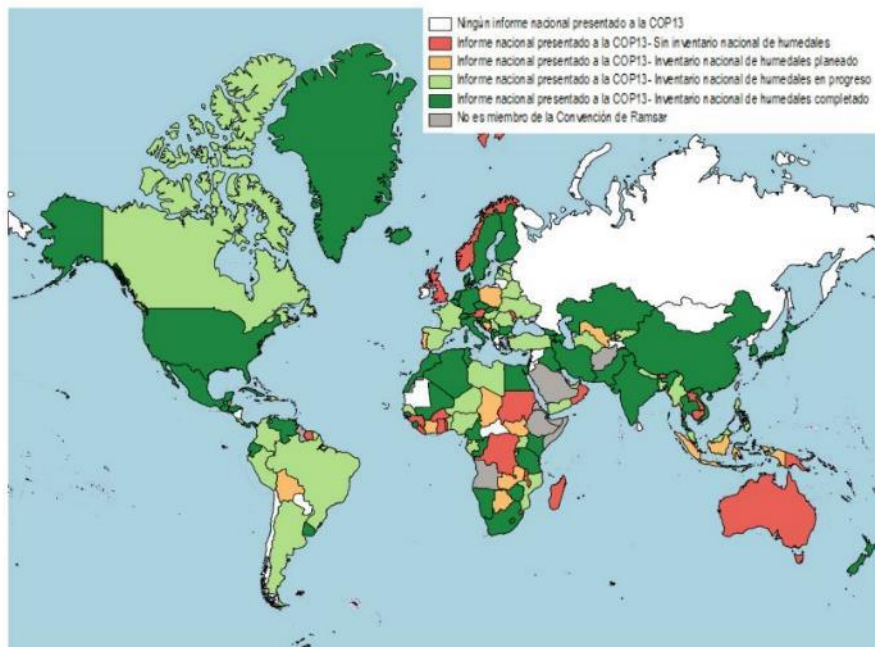 Ningún informe nacional presentado a la COP13
Informe nacional presentado a la COP13- Sin inventario nacional de humedales
Informe nacional presentado a la COP13- Inventario nacional de humedales planeado
Informe nacional presentado a la COP13- Inventario nacional de humedales en progreso
Informe nacional presentado a la COP13- Inventario nacional de humedales completado
No es miembro de la Convención de Ramsar